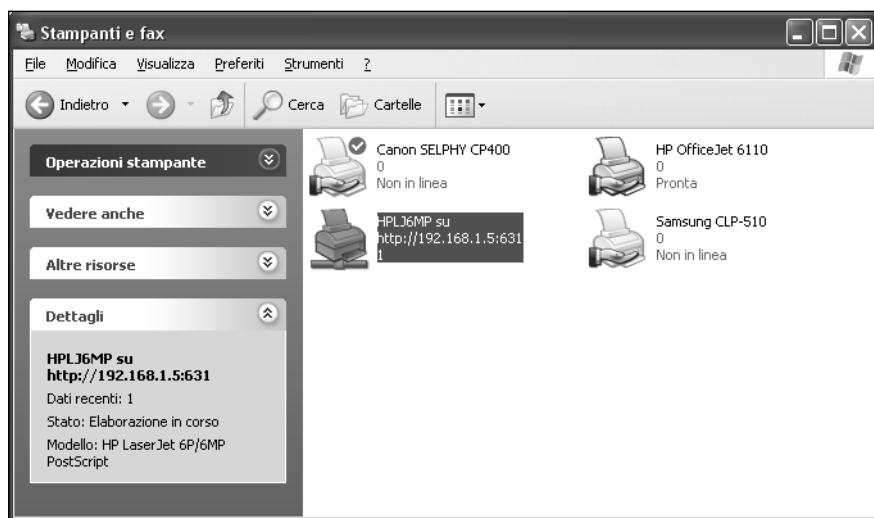 Stampanti e fax
File Modifica Visualizza Preferiti Strumenti ?
Indietro Cerca Cartelle
Operazioni stampante
Vedere anche
Altre risorse
Dettagli
HPLJ6MP su
http://192.168.1.5:631
Dati recenti: 1
Stato: Elaborazione in corso
Modello: HP LaserJet 6P/6MP
PostScript
Canon SELPHY CP400
0
Non in linea
HP OfficeJet 6110
0
Pronta
HPLJ6MP su
http://192.168.1.5:631
1
Samsung CLP-510
0
Non in linea